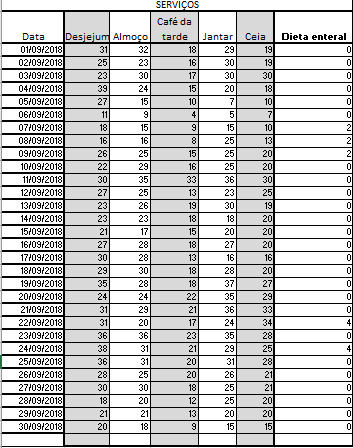 SERVIÇOS
Data Desjejum Almoço Café da tarde Jantar Ceia Dieta enteral
01/09/2018 31 32 18 29 19 0
02/09/2018 25 23 16 30 19 0
03/09/2018 23 30 17 30 30 0
04/09/2018 39 24 15 20 18 0
05/09/2018 27 15 10 7 10 0
06/09/2018 11 9 4 5 7 0
07/09/2018 18 15 9 15 10 2
08/09/2018 16 16 8 25 13 2
09/09/2018 26 25 15 25 20 2
10/09/2018 22 29 16 25 20 0
11/09/2018 30 35 33 36 30 0
12/09/2018 27 25 13 23 25 0
13/09/2018 23 26 19 30 19 0
14/09/2018 23 23 18 18 20 0
15/09/2018 21 17 15 20 20 0
16/09/2018 27 28 18 27 20 0
17/09/2018 30 28 13 16 16 0
18/09/2018 29 30 18 28 20 0
19/09/2018 35 28 18 37 27 0
20/09/2018 24 24 22 35 29 0
21/09/2018 31 29 21 36 33 0
22/09/2018 31 20 17 24 34 4
23/09/2018 36 36 23 35 28 0
24/09/2018 38 31 21 29 25 4
25/09/2018 36 31 20 31 28 0
26/09/2018 28 25 20 26 21 0
27/09/2018 30 30 18 25 21 0
28/09/2018 18 20 12 25 20 0
29/09/2018 21 21 13 20 20 0
30/09/2018 20 18 9 15 15 0